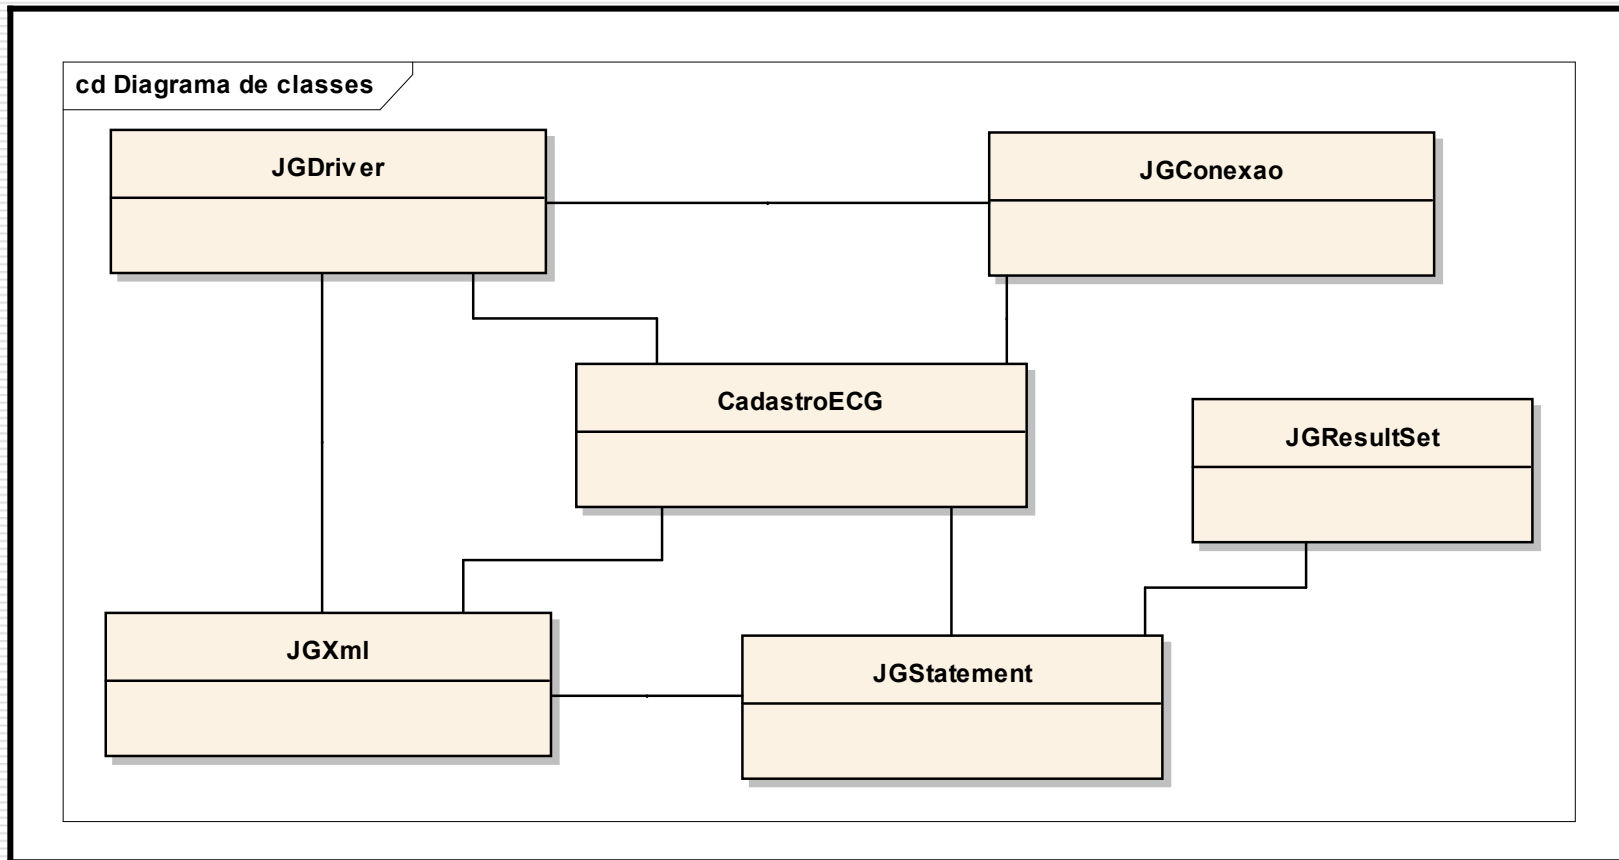 cd Diagrama de classes
JGDriver
JGConexao
CadastroECG
JGResultSet
JGXml
JGStatement